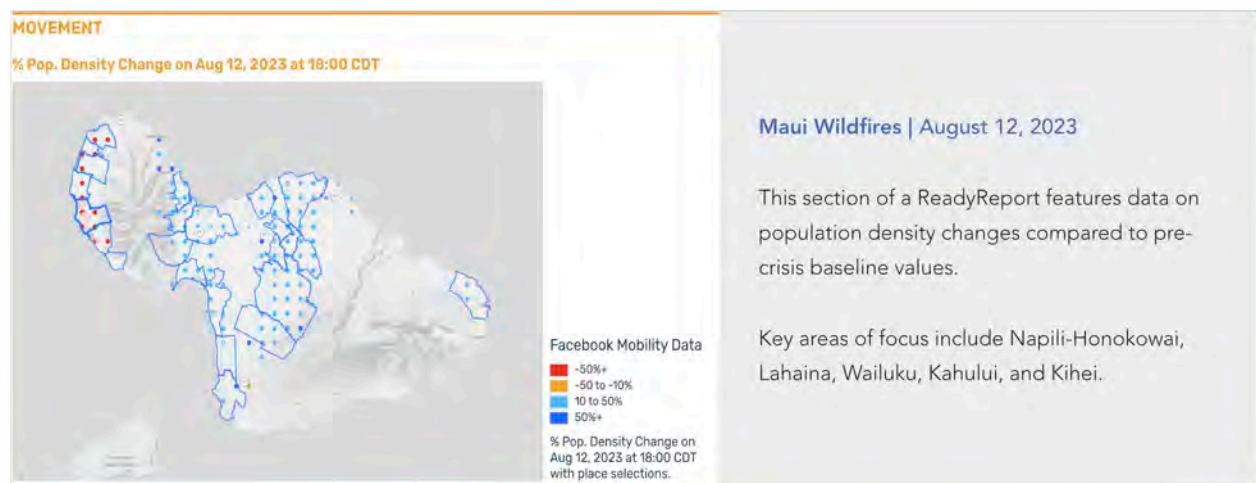 MOVEMENT
% Pop. Density Change on Aug 12, 2023 at 18:00 CDT
Facebook Mobility Data
-50%+
-50 to -10%
10 to 50%
50%+
% Pop. Density Change on
Aug 12, 2023 at 18:00 CDT
with place selections.
Maui Wildfires | August 12, 2023
This section of a ReadyReport features data on
population density changes compared to pre-
crisis baseline values.
Key areas of focus include Napili-Honokowai,
Lahaina, Wailuku, Kahului, and Kihei.